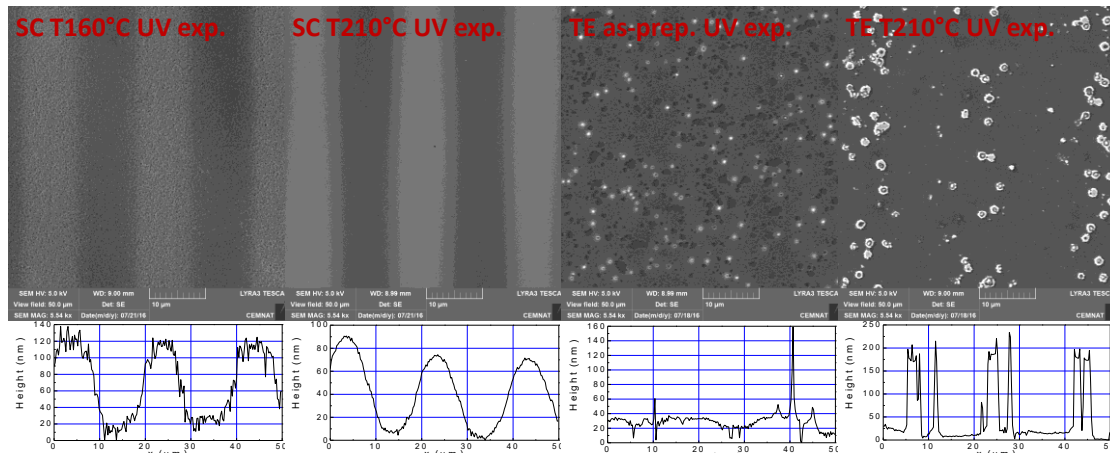 SC T160°C UV exp.
SC T210°C UV exp.
TE as-prep. UV exp.
TE T210°C UV exp.
SEM HV: 5.0 kV WD: 9.00 mm
View field: 50.0 µm Det: SE 10 µm
SEM MAG: 5.54 kx Date(m/d/y): 07/21/16
LYRA3 TESCA
CEMNAT
SEM HV: 5.0 kV WD: 8.99 mm
View field: 50.0 µm Det: SE 10 µm
SEM MAG: 5.54 kx Date(m/d/y): 07/21/16
LYRA3 TESCA
CEMNAT
SEM HV: 5.0 kV WD: 8.99 mm
View field: 50.0 µm Det: SE 10 µm
SEM MAG: 5.54 kx Date(m/d/y): 07/18/16
LYRA3 TESCA
CEMNAT
SEM HV: 5.0 kV WD: 9.00 mm
View field: 50.0 µm Det: SE 10 µm
SEM MAG: 5.54 kx Date(m/d/y): 07/18/16
LYRA3 TESCA
CEMNAT
Height (nm)
140
120
100
80
60
40
20
0
0 10 20 30 40
Height (nm)
100
80
60
40
20
0
0 10 20 30 40
Height (nm)
160
140
120
100
80
60
40
20
0
0 10 20 30 40
Height (nm)
250
200
150
100
50
0
0 10 20 30 40